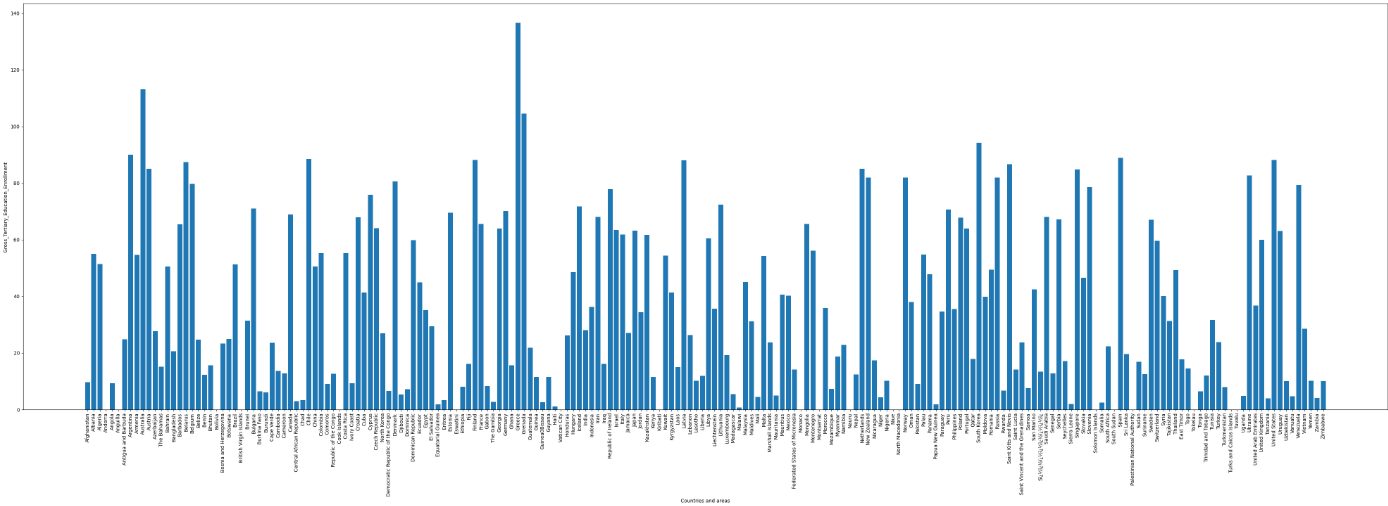 140
120
100
80
60
40
20
0
Gross_Tertiary_Education_Enrollment
Afghanistan
Albania
Algeria
Andorra
Angola
Anguilla
Antigua and Barbuda
Argentina
Armenia
Australia
Austria
Azerbaijan
The Bahamas
Bahrain
Bangladesh
Barbados
Belarus
Belgium
Belize
Benin
Bhutan
Bolivia
Bosnia and Herzegovina
Botswana
Brazil
British Virgin Islands
Brunei
Bulgaria
Burkina Faso
Burundi
Cape Verde
Cambodia
Cameroon
Canada
Central African Republic
Chad
Chile
China
Colombia
Comoros
Republic of the Congo
Cook Islands
Costa Rica
Ivory Coast
Croatia
Cuba
Cyprus
Czech Republic
North Korea
Democratic Republic of the Congo
Denmark
Djibouti
Dominica
Dominican Republic
Ecuador
Egypt
El Salvador
Equatorial Guinea
Eritrea
Estonia
Eswatini
Ethiopia
Fiji
Finland
France
Gabon
The Gambia
Georgia
Germany
Ghana
Greece
Grenada
Guatemala
Guinea
Guyana
Haiti
Vatican City
Honduras
Hungary
Iceland
India
Indonesia
Iran
Iraq
Republic of Ireland
Israel
Italy
Jamaica
Japan
Jordan
Kazakhstan
Kenya
Kiribati
Kuwait
Kyrgyzstan
Laos
Latvia
Lebanon
Lesotho
Liberia
Libya
Liechtenstein
Lithuania
Luxembourg
Madagascar
Malawi
Malaysia
Maldives
Mali
Malta
Marshall Islands
Mauritania
Mauritius
Mexico
Federated States of Micronesia
Monaco
Mongolia
Montenegro
Montserrat
Morocco
Mozambique
Myanmar
Namibia
Nauru
Nepal
Netherlands
New Zealand
Nicaragua
Niger
Nigeria
Niue
North Macedonia
Norway
Oman
Pakistan
Palau
Panama
Papua New Guinea
Paraguay
Peru
Philippines
Poland
Portugal
Qatar
South Korea
Moldova
Romania
Russia
Rwanda
Saint Kitts and Nevis
Saint Lucia
Saint Vincent and the Grenadines
Samoa
San Marino
Saudi Arabia
Senegal
Serbia
Seychelles
Sierra Leone
Singapore
Slovakia
Slovenia
Solomon Islands
Somalia
South Africa
South Sudan
Spain
Sri Lanka
Palestinian National Authority
Sudan
Suriname
Sweden
Switzerland
Syria
Tajikistan
Thailand
East Timor
Togo
Tokelau
Tonga
Trinidad and Tobago
Tunisia
Turkey
Turkmenistan
Turks and Caicos Islands
Tuvalu
Uganda
Ukraine
United Arab Emirates
United Kingdom
Tanzania
United States
Uruguay
Uzbekistan
Vanuatu
Venezuela
Vietnam
Yemen
Zambia
Zimbabwe
Countries and areas